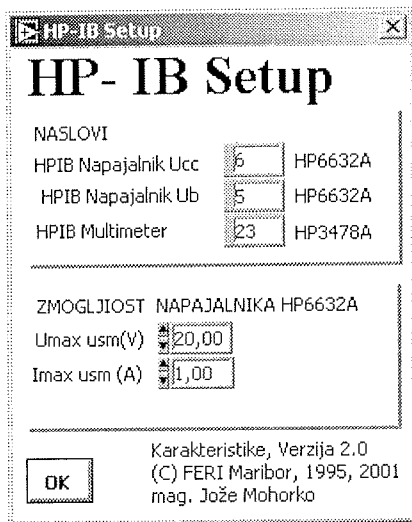 HP-IB Setup
HP- IB Setup
NASLOVI
HPIB Napajalnik Ucc 6 HP6632A
HPIB Napajalnik Ub 5 HP6632A
HPIB Multimeter 23 HP3478A
ZMOGLJIOST NAPAJALNIKA HP6632A
Umax usm(V) 20,00
Imax usm (A) 1,00
OK
Karakteristike, Verzija 2.0
(C) FERI Maribor, 1995, 2001
mag. Jože Mohorko